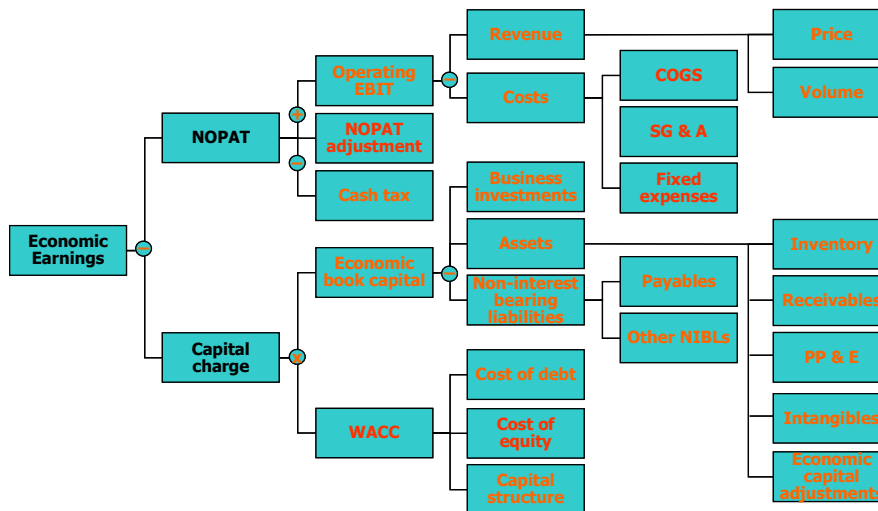 Revenue
Price
Operating
EBIT
COGS
Costs
Volume
+
−
NOPAT
NOPAT
adjustment
SG & A
−
Business
investments
Fixed
expenses
Cash tax
Economic
Earnings
−
Economic
book capital
Assets
Inventory
−
Non-interest
bearing
liabilities
Payables
Receivables
Other NIBLs
Capital
charge
x
PP & E
Cost of debt
WACC
Cost of
equity
Intangibles
Capital
structure
Economic
capital
adjustments